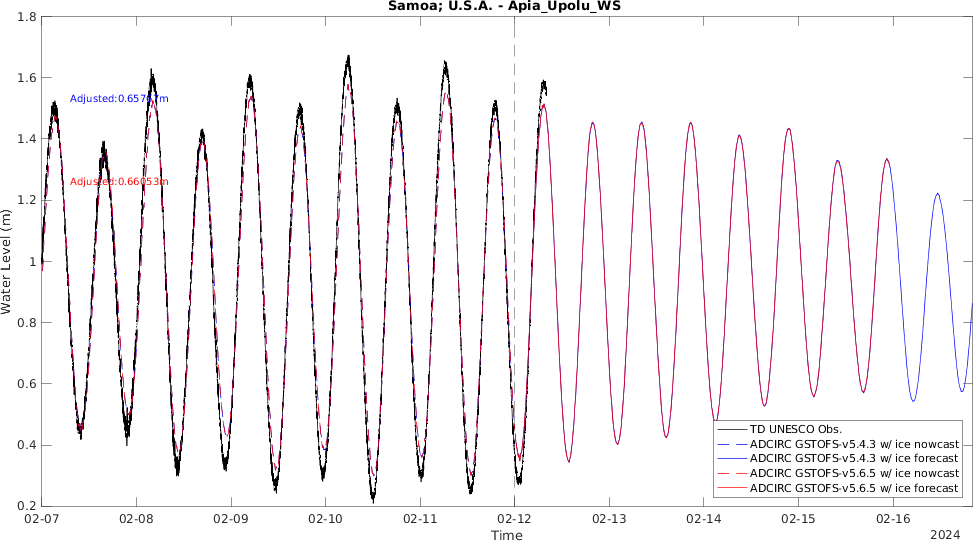 Samoa; U.S.A. - Apia_Upolu_WS
1.8
1.6
1.4
1.2
1
0.8
0.6
0.4
0.2
Water Level (m)
Adjusted:0.65767m
Adjusted:0.66053m
TD UNESCO Obs.
ADCIRC GSTOFS-v5.4.3 w/ ice nowcast
ADCIRC GSTOFS-v5.4.3 w/ ice forecast
ADCIRC GSTOFS-v5.6.5 w/ ice nowcast
ADCIRC GSTOFS-v5.6.5 w/ ice forecast
02-07 02-08 02-09 02-10 02-11 02-12 02-13 02-14 02-15 02-16
Time
2024